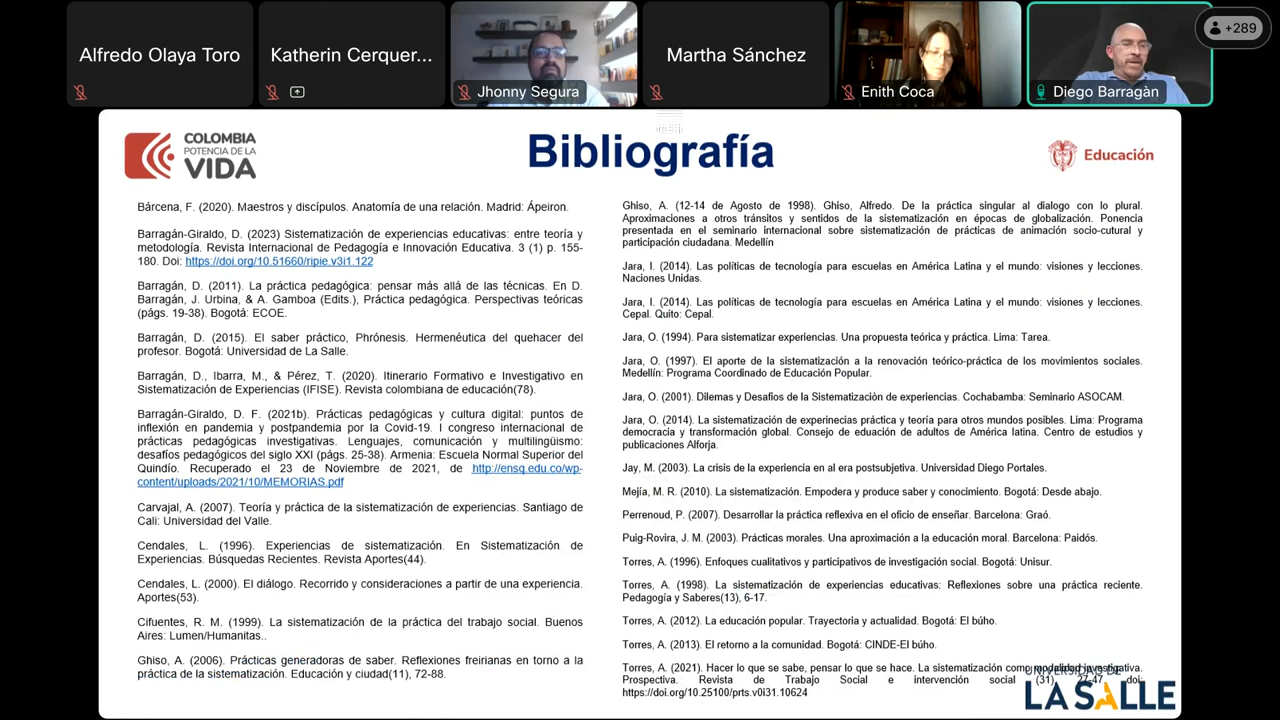 Alfredo Olaya Toro
Katherin Cerquer...
Jhonny Segura
Martha Sánchez
Enith Coca
Diego Barragàn
+289
COLOMBIA
POTENCIA DE LA
VIDA
Bibliografía
Educación
Bárcena, F. (2020). Maestros y discípulos. Anatomía de una relación. Madrid: Ápeiron.
Barragán-Giraldo, D. (2023) Sistematización de experiencias educativas: entre teoría y
metodología. Revista Internacional de Pedagogía e Innovación Educativa. 3 (1) p. 155-
180. Doi: https://doi.org/10.51660/ripie.v3i1.122
Barragán, D. (2011). La práctica pedagógica: pensar más allá de las técnicas. En D.
Barragán, J. Urbina, & A. Gamboa (Edits.), Práctica pedagógica. Perspectivas teóricas
(págs. 19-38). Bogotá: ECOE.
Barragán, D. (2015). El saber práctico, Phrónesis. Hermenéutica del quehacer del
profesor. Bogotá: Universidad de La Salle.
Barragán, D., Ibarra, M., & Pérez, T. (2020). Itinerario Formativo e Investigativo en
Sistematización de Experiencias (IFISE). Revista colombiana de educación(78).
Barragán-Giraldo, D. F. (2021b). Prácticas pedagógicas y cultura digital: puntos de
inflexión en pandemia y postpandemia por la Covid-19. I congreso internacional de
prácticas pedagógicas investigativas. Lenguajes, comunicación y multilingüismo:
desafíos pedagógicos del siglo XXI (págs. 25-38). Armenia: Escuela Normal Superior del
Quindío. Recuperado el 23 de Noviembre de 2021, de http://ensq.edu.co/wp-
content/uploads/2021/10/MEMORIAS.pdf
Carvajal, A. (2007). Teoría y práctica de la sistematización de experiencias. Santiago de
Cali: Universidad del Valle.
Cendales, L. (1996). Experiencias de sistematización. En Sistematización de
Experiencias. Búsquedas Recientes. Revista Aportes(44).
Cendales, L. (2000). El diálogo. Recorrido y consideraciones a partir de una experiencia.
Aportes(53).
Cifuentes, R. M. (1999). La sistematización de la práctica del trabajo social. Buenos
Aires: Lumen/Humanitas..
Ghiso, A. (2006). Prácticas generadoras de saber. Reflexiones freirianas en torno a la
práctica de la sistematización. Educación y ciudad(11), 72-88.
Ghiso, A. (12-14 de Agosto de 1998). Ghiso, Alfredo. De la práctica singular al dialogo con lo plural.
Aproximaciones a otros tránsitos y sentidos de la sistematización en épocas de globalización. Ponencia
presentada en el seminario internacional sobre sistematización de prácticas de animación socio-cutural y
participación ciudadana. Medellín
Jara, I. (2014). Las políticas de tecnología para escuelas en América Latina y el mundo: visiones y lecciones.
Naciones Unidas.
Jara, I. (2014). Las políticas de tecnología para escuelas en América Latina y el mundo: visiones y lecciones.
Cepal. Quito: Cepal.
Jara, O. (1994). Para sistematizar experiencias. Una propuesta teórica y práctica. Lima: Tarea.
Jara, O. (1997). El aporte de la sistematización a la renovación teórico-práctica de los movimientos sociales.
Medellín: Programa Coordinado de Educación Popular.
Jara, O. (2001). Dilemas y Desafìos de la Sistematizaciòn de experiencias. Cochabamba: Seminario ASOCAM.
Jara, O. (2014). La sistematización de experinecias práctica y teoría para otros mundos posibles. Lima: Programa
democracia y transformación global. Consejo de eduación de adultos de América latina. Centro de estudios y
publicaciones Alforja.
Jay, M. (2003). La crisis de la experiencia en al era postsubjetiva. Universidad Diego Portales.
Mejía, M. R. (2010). La sistematización. Empodera y produce saber y conocimiento. Bogotá: Desde abajo.
Perrenoud, P. (2007). Desarrollar la práctica reflexiva en el oficio de enseñar. Barcelona: Graó.
Puig-Rovira, J. M. (2003). Prácticas morales. Una aproximación a la educación moral. Barcelona: Paidós.
Torres, A. (1996). Enfoques cualitativos y participativos de investigación social. Bogotá: Unisur.
Torres, A. (1998). La sistematización de experiencias educativas: Reflexiones sobre una práctica reciente.
Pedagogía y Saberes(13), 6-17.
Torres, A. (2012). La educación popular. Trayectoria y actualidad. Bogotá: El búho.
Torres, A. (2013). El retorno a la comunidad. Bogotá: CINDE-El búho.
Torres, A. (2021). Hacer lo que se sabe, pensar lo que se hace. La sistematización como modalidad investigativa.
Prospectiva. Revista de Trabajo Social e intervención social (31), 27-47. doi:
https://doi.org/10.25100/prts.v0i31.10624
UNIVERSIDAD DE
LA SALLE